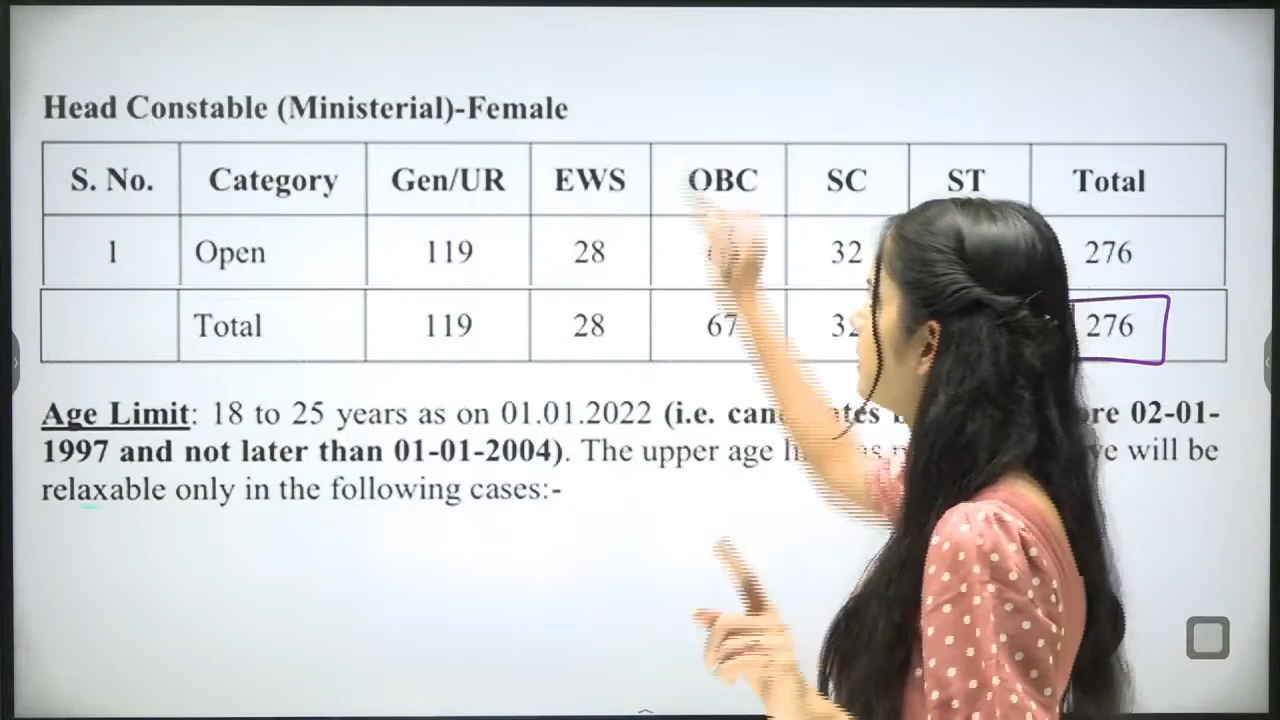 Head Constable (Ministerial)-Female
S. No. Category Gen/UR EWS OBC SC ST Total
1 Open 119 28 32 276
Total 119 28 67 276
Age Limit: 18 to 25 years as on 01.01.2022 (i.e. 02-01-
1997 and not later than 01-01-2004). The upper age will be
relaxable only in the following cases:-